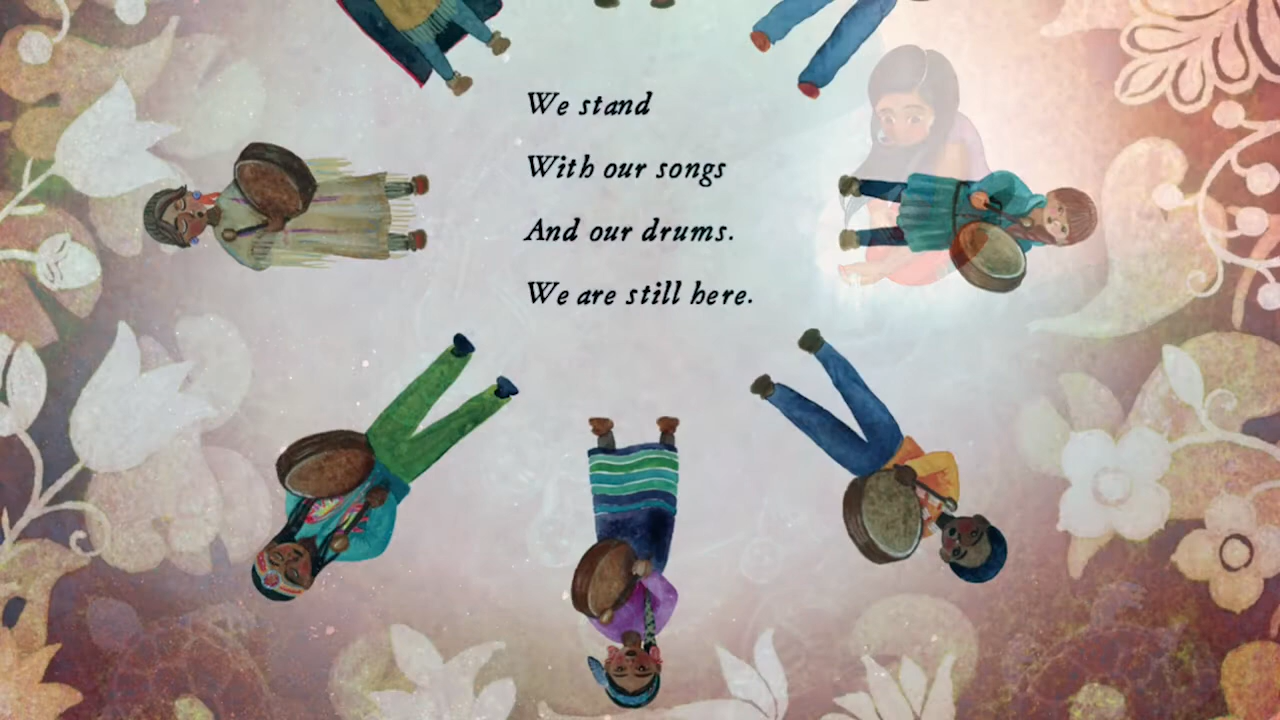 We stand
With our songs
And our drums.
We are still here.